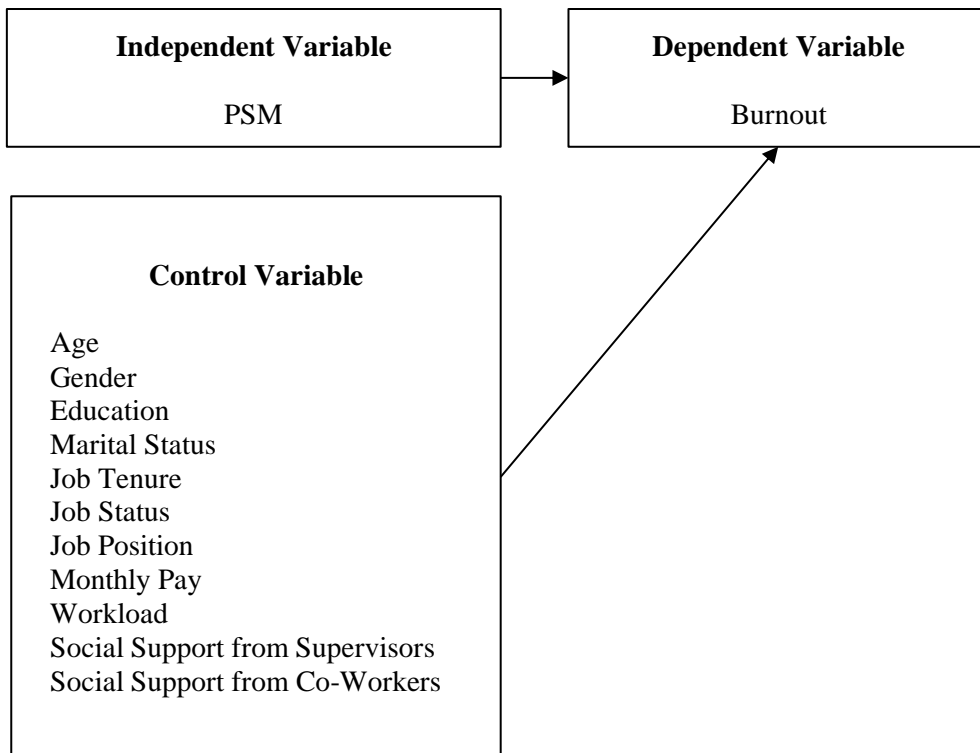 Independent Variable
PSM
Dependent Variable
Burnout
Control Variable
Age
Gender
Education
Marital Status
Job Tenure
Job Status
Job Position
Monthly Pay
Workload
Social Support from Supervisors
Social Support from Co-Workers